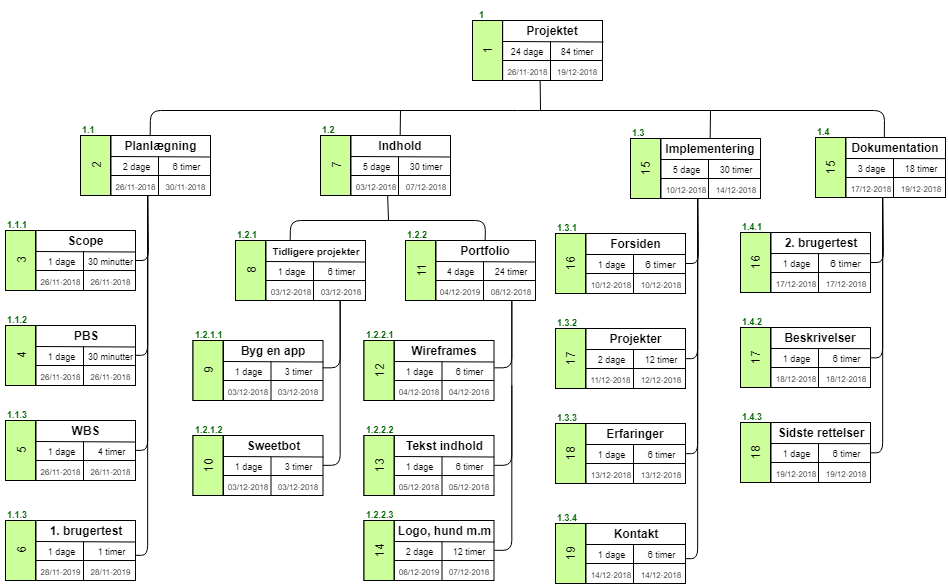 1
Projektet
1
24 dage 84 timer
26/11-2018 19/12-2018
1.1
Planlægning
2
2 dage 6 timer
26/11-2018 30/11-2018
1.2
Indhold
7
5 dage 30 timer
03/12-2018 07/12-2018
1.3
Implementering
15
5 dage 30 timer
10/12-2018 14/12-2018
1.4
Dokumentation
15
3 dage 18 timer
17/12-2018 19/12-2018
1.1.1
Scope
3
1 dage 30 minutter
26/11-2018 26/11-2018
1.1.2
PBS
4
1 dage 30 minutter
26/11-2018 26/11-2018
1.1.3
WBS
5
1 dage 4 timer
26/11-2018 26/11-2018
1.1.3
1. brugertest
6
1 dage 1 timer
28/11-2019 28/11-2019
1.2.1
Tidligere projekter
8
1 dage 6 timer
03/12-2018 03/12-2018
1.2.1.1
Byg en app
9
1 dage 3 timer
03/12-2018 03/12-2018
1.2.1.2
Sweetbot
10
1 dage 3 timer
03/12-2018 03/12-2018
1.2.2
Portfolio
11
4 dage 24 timer
04/12-2019 08/12-2018
1.2.2.1
Wireframes
12
1 dage 6 timer
04/12-2018 04/12-2018
1.2.2.2
Tekst indhold
13
1 dage 6 timer
05/12-2018 05/12-2018
1.2.2.3
Logo, hund m.m
14
2 dage 12 timer
06/12-2019 07/12-2018
1.3.1
Forsiden
16
1 dage 6 timer
10/12-2018 10/12-2018
1.3.2
Projekter
17
2 dage 12 timer
11/12-2018 12/12-2018
1.3.3
Erfaringer
18
1 dage 6 timer
13/12-2018 13/12-2018
1.3.4
Kontakt
19
1 dage 6 timer
14/12-2018 14/12-2018
1.4.1
2. brugertest
16
1 dage 6 timer
17/12-2018 17/12-2018
1.4.2
Beskrivelser
17
1 dage 6 timer
18/12-2018 18/12-2018
1.4.3
Sidste rettelser
18
1 dage 6 timer
19/12-2018 19/12-2018